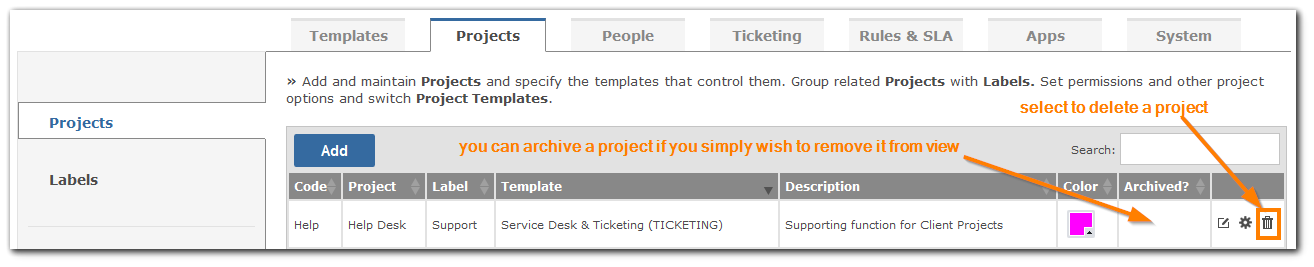 Templates Projects People Ticketing Rules & SLA Apps System
» Add and maintain Projects and specify the templates that control them. Group related Projects with Labels. Set permissions and other project
options and switch Project Templates.
select to delete a project
Projects
Labels
Add
you can archive a project if you simply wish to remove it from view
Search:
Code Project Label Template Description Color Archived?
Help Help Desk Support Service Desk & Ticketing (TICKETING) Supporting function for Client Projects